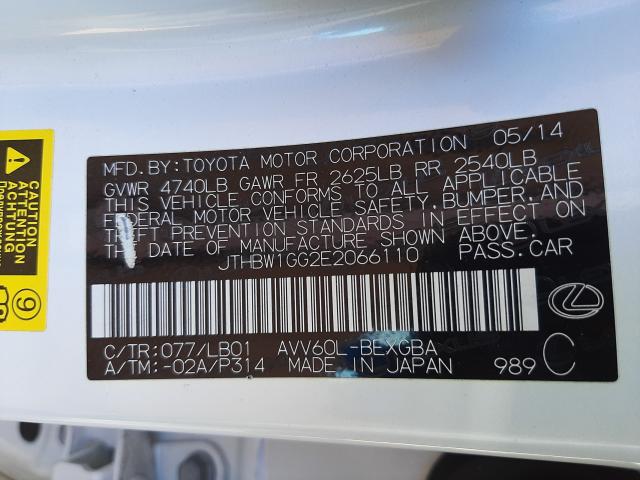 MFD. BY: TOYOTA MOTOR CORPORATION 05/14
GVWR 4740LB GAWR FR 2625LB RR 2540LB
THIS VEHICLE CONFORMS TO ALL APPLICABLE
FEDERAL MOTOR VEHICLE SAFETY, BUMPER, AND
THEFT PREVENTION STANDARDS IN EFFECT ON
THE DATE OF MANUFACTURE SHOWN ABOVE.
JTHBW1GG2E2066110 PASS.CAR
C/TR: 077/LB01 AVV60L-BEXGBA
A/TM: -02A/P314 MADE IN JAPAN 989 C
CAUTION
ATTENTION
9